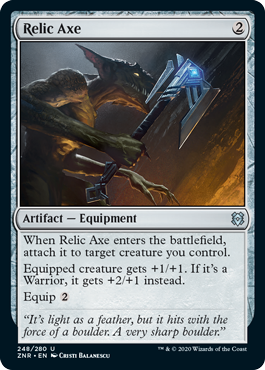 Relic Axe 2
Artifact — Equipment
When Relic Axe enters the battlefield,
attach it to target creature you control.
Equipped creature gets +1/+1. If it's a
Warrior, it gets +2/+1 instead.
Equip 2
"It's light as a feather, but it hits with the
force of a boulder. A very sharp boulder."
248/280 U
ZNR • EN CRISTI BALANESCU
™ & © 2020 Wizards of the Coast